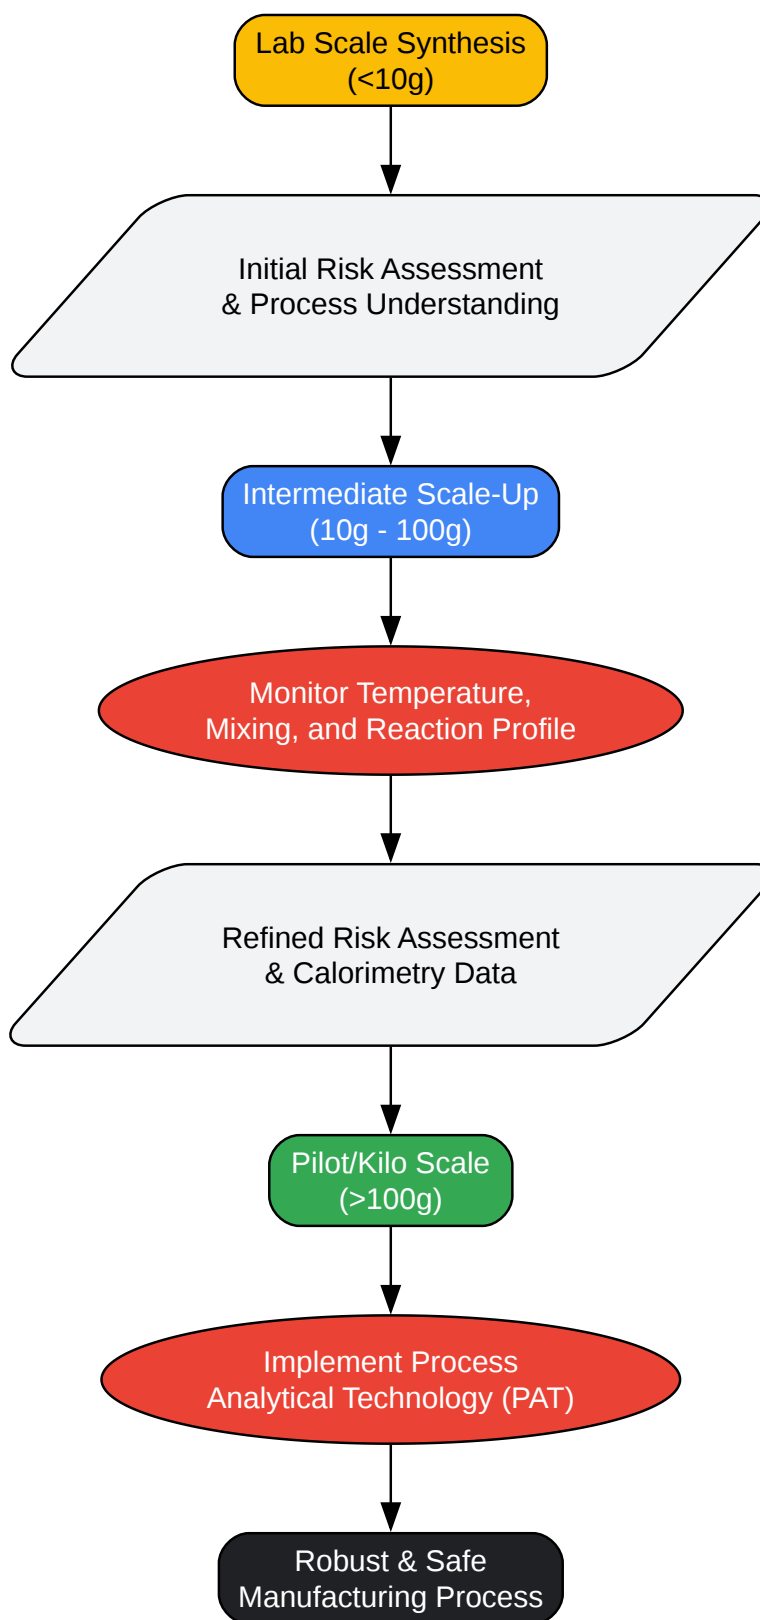 Lab Scale Synthesis
(<10g)
Initial Risk Assessment
& Process Understanding
Intermediate Scale-Up
(10g - 100g)
Monitor Temperature,
Mixing, and Reaction Profile
Refined Risk Assessment
& Calorimetry Data
Pilot/Kilo Scale
(>100g)
Implement Process
Analytical Technology (PAT)
Robust & Safe
Manufacturing Process